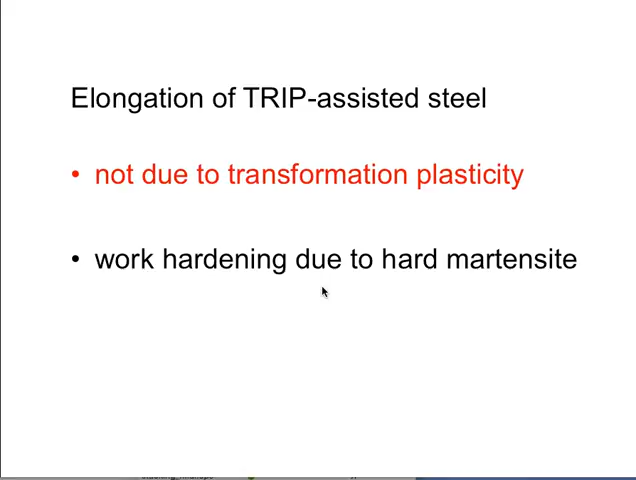 Elongation of TRIP-assisted steel
• not due to transformation plasticity
• work hardening due to hard martensite